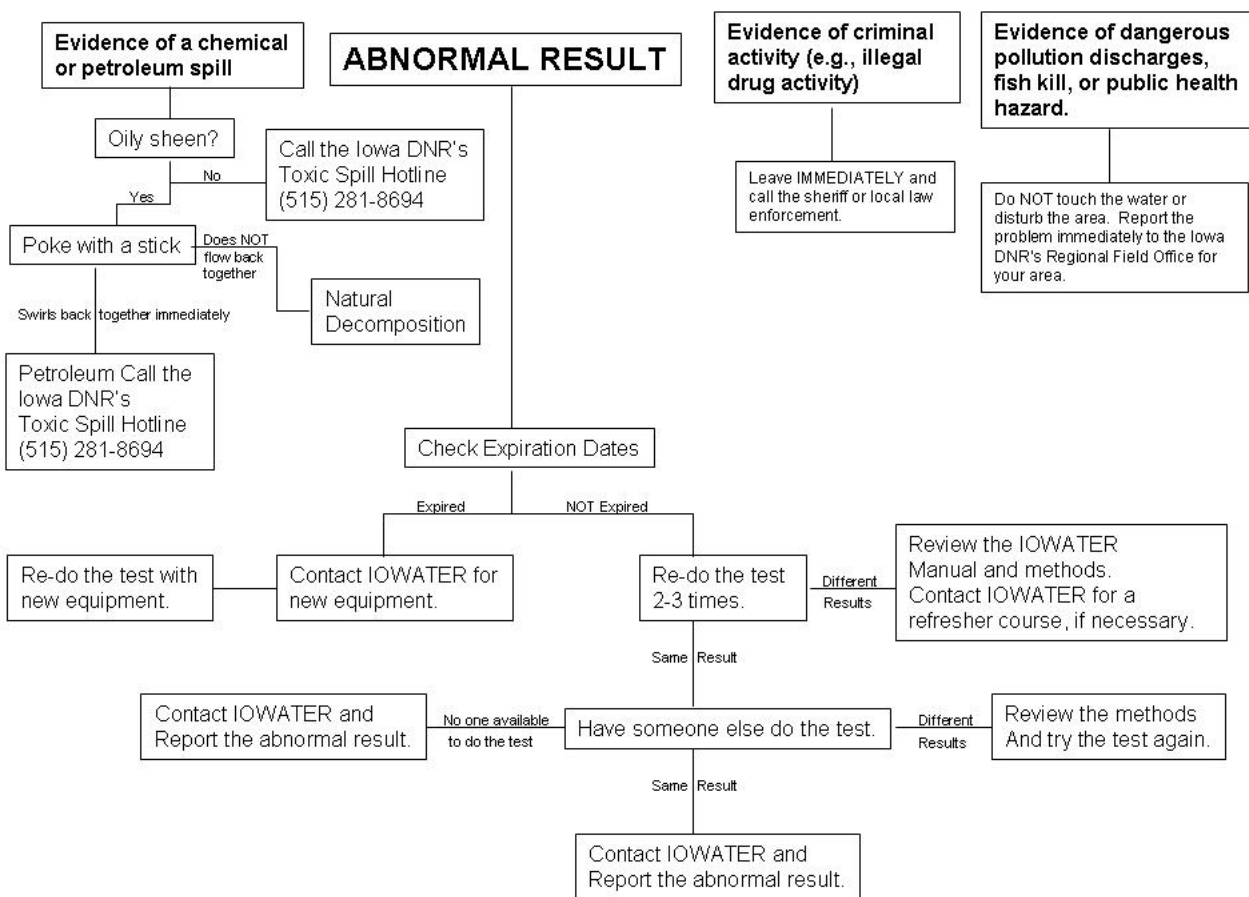 Evidence of a chemical
or petroleum spill
Oily sheen?
No
Call the Iowa DNR's
Toxic Spill Hotline
(515) 281-8694
Yes
Poke with a stick
Does NOT
flow back
together
Natural
Decomposition
Swirls back together immediately
Petroleum Call the
Iowa DNR's
Toxic Spill Hotline
(515) 281-8694
ABNORMAL RESULT
Check Expiration Dates
Expired
NOT Expired
Contact IOWATER for
new equipment.
Re-do the test with
new equipment.
Re-do the test
2-3 times.
Different
Results
Review the IOWATER
Manual and methods.
Contact IOWATER for a
refresher course, if necessary.
Same Result
Have someone else do the test.
No one available
to do the test
Contact IOWATER and
Report the abnormal result.
Different
Results
Review the methods
And try the test again.
Same Result
Contact IOWATER and
Report the abnormal result.
Evidence of criminal
activity (e.g., illegal
drug activity)
Leave IMMEDIATELY and
call the sheriff or local law
enforcement.
Evidence of dangerous
pollution discharges,
fish kill, or public health
hazard.
Do NOT touch the water or
disturb the area. Report the
problem immediately to the Iowa
DNR's Regional Field Office for
your area.